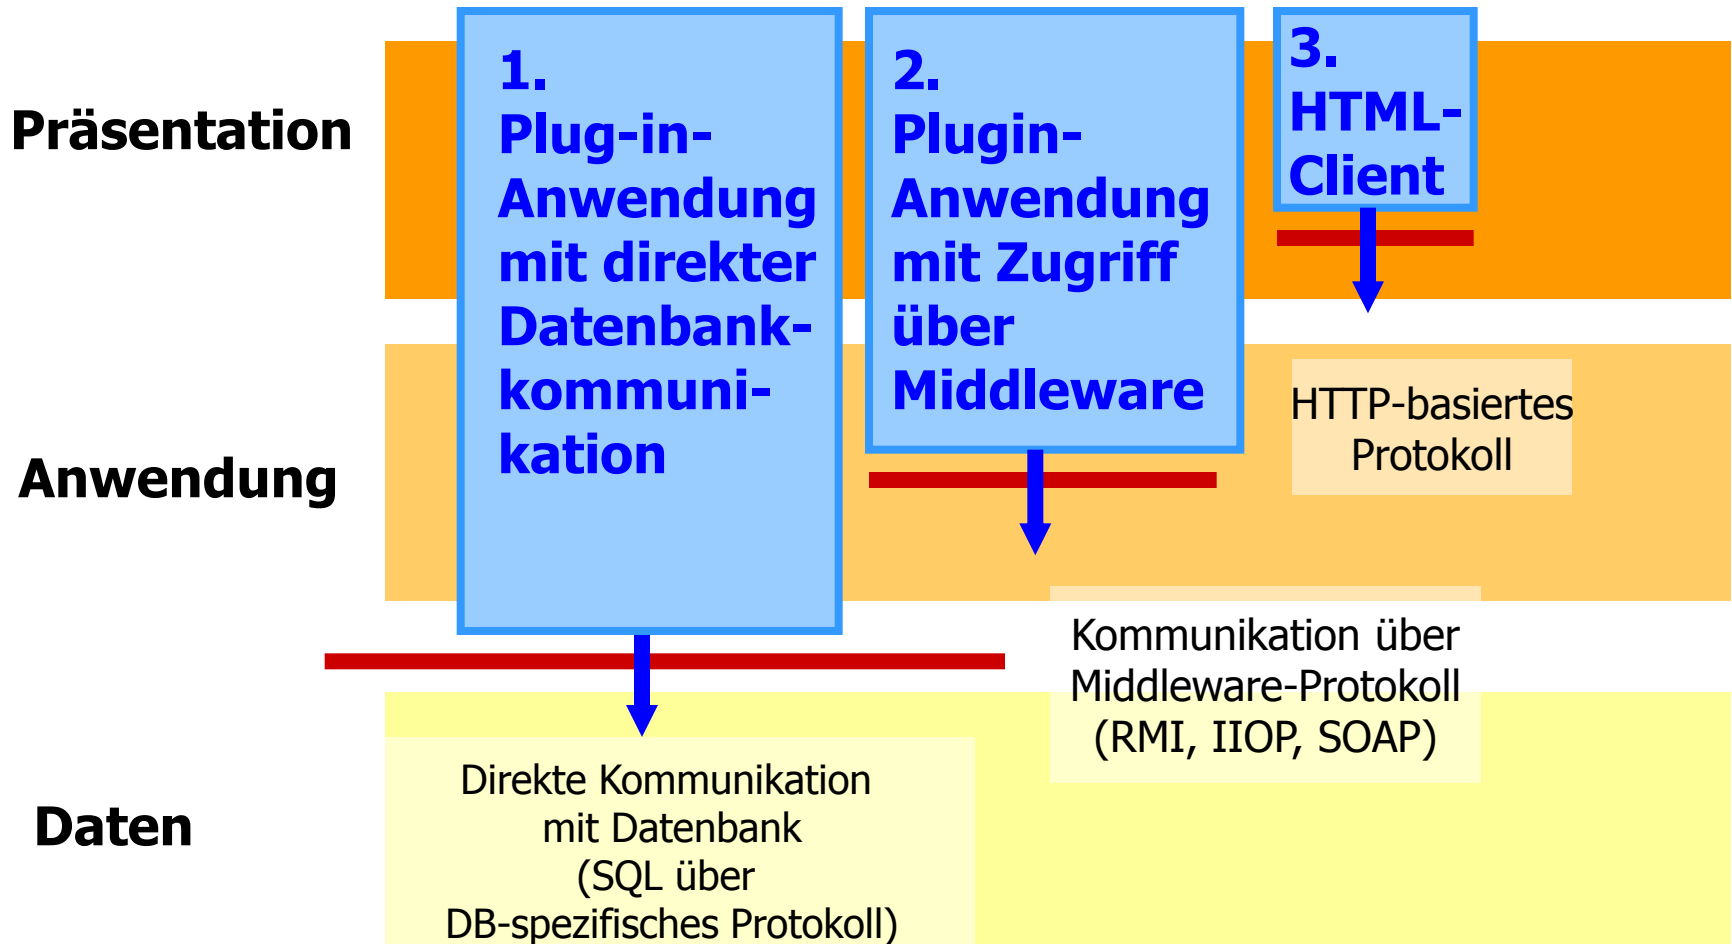 Präsentation
1.
Plug-in-
Anwendung
mit direkter
Datenbank-
kommuni-
kation
2.
Plugin-
Anwendung
mit Zugriff
über
Middleware
3.
HTML-
Client
Anwendung
HTTP-basiertes
Protokoll
Kommunikation über
Middleware-Protokoll
(RMI, IIOP, SOAP)
Daten
Direkte Kommunikation
mit Datenbank
(SQL über
DB-spezifisches Protokoll)